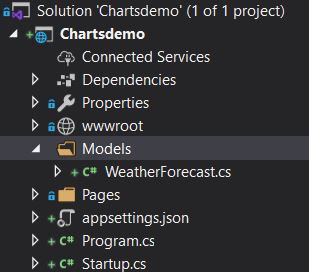 Solution 'Chartsdemo' (1 of 1 project)
Chartsdemo
Connected Services
Dependencies
Properties
wwwroot
Models
C# WeatherForecast.cs
Pages
appsettings.json
C# Program.cs
C# Startup.cs